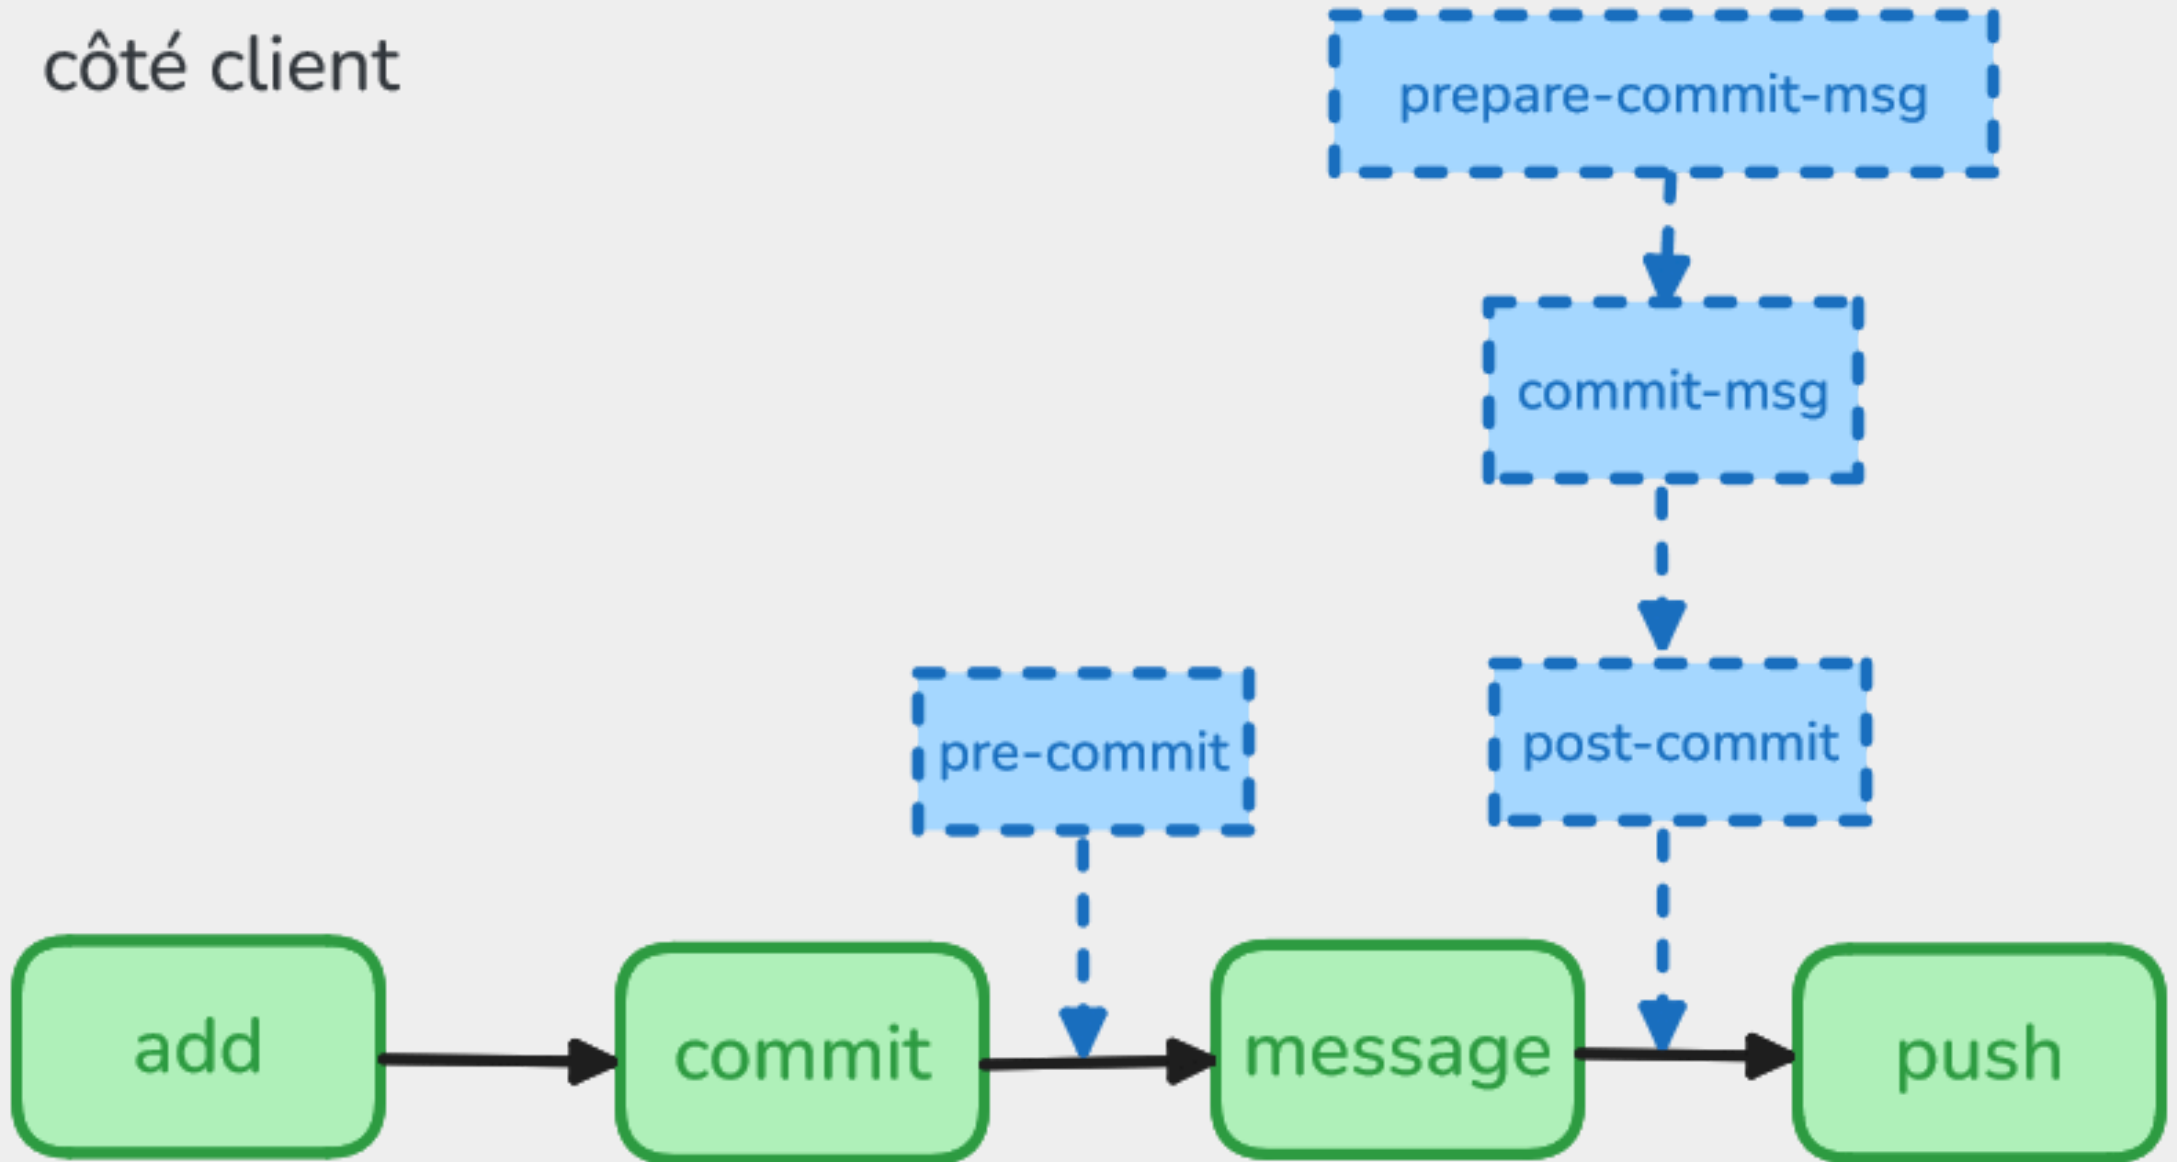 côté client
prepare-commit-msg
commit-msg
pre-commit
post-commit
add
commit
message
push